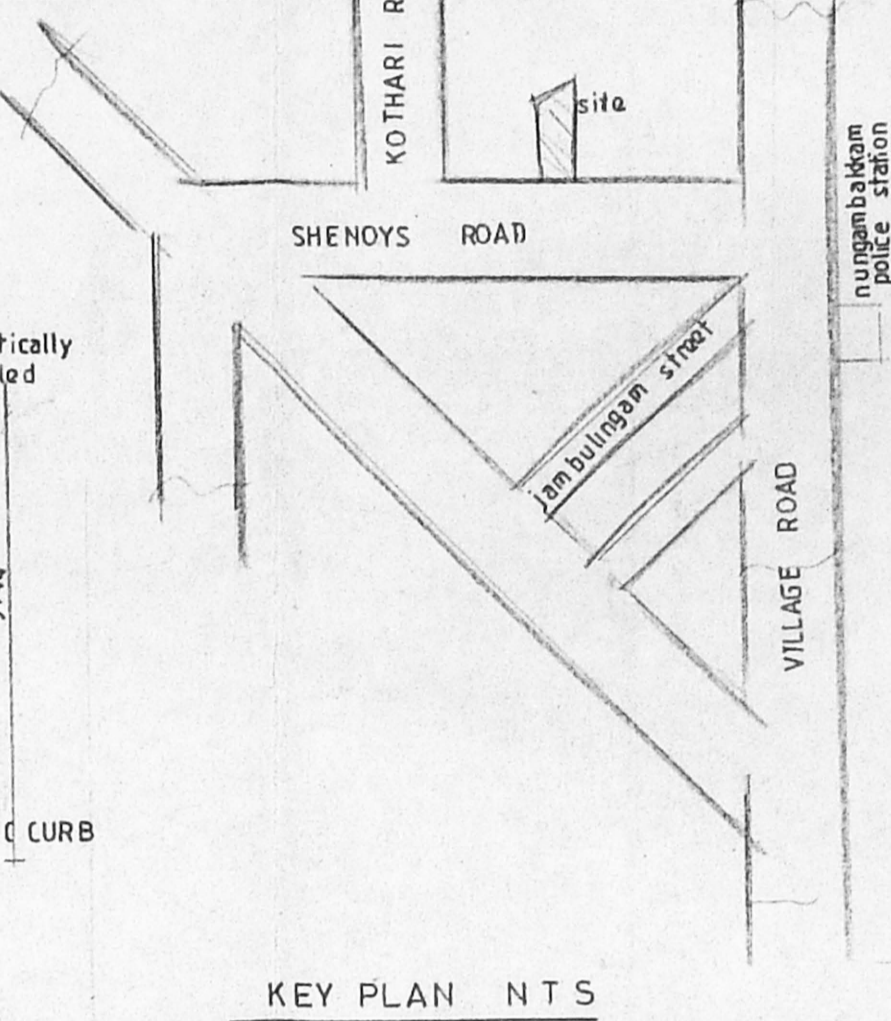 KOTHARI R
site
nungambakkam
police station
SHENOYS ROAD
tically
led
jambulingam street
VILLAGE ROAD
C CURB
KEY PLAN NTS